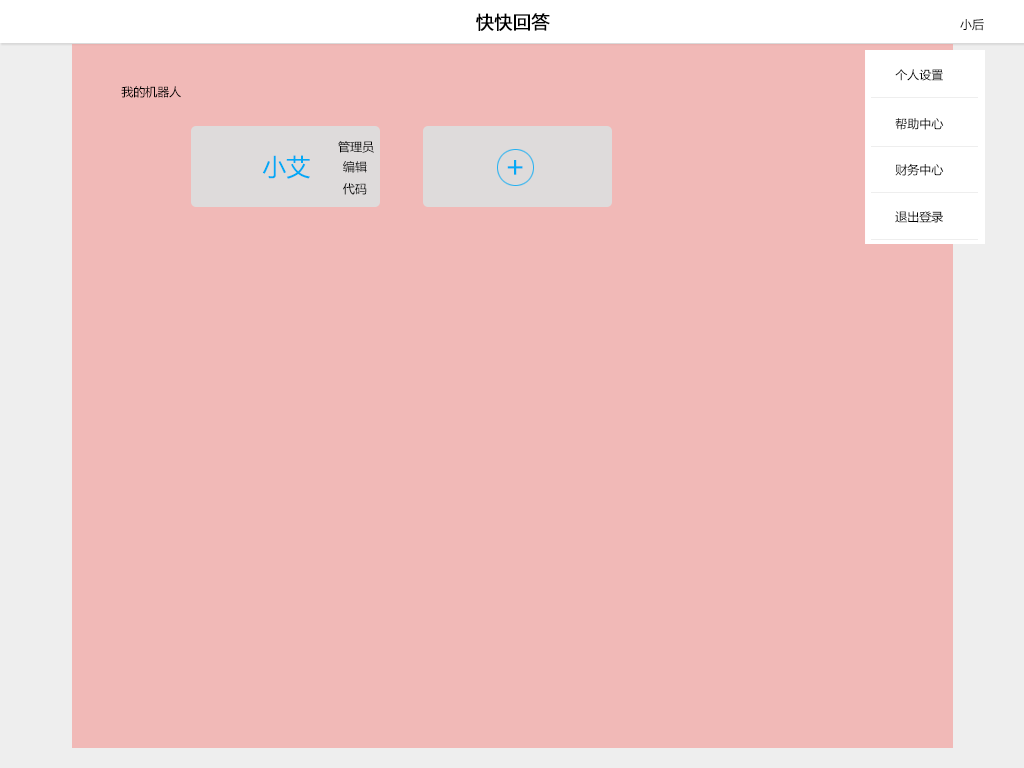 快快回答
小后
个人设置
我的机器人
帮助中心
管理员
小艾
编辑
财务中心
代码
退出登录